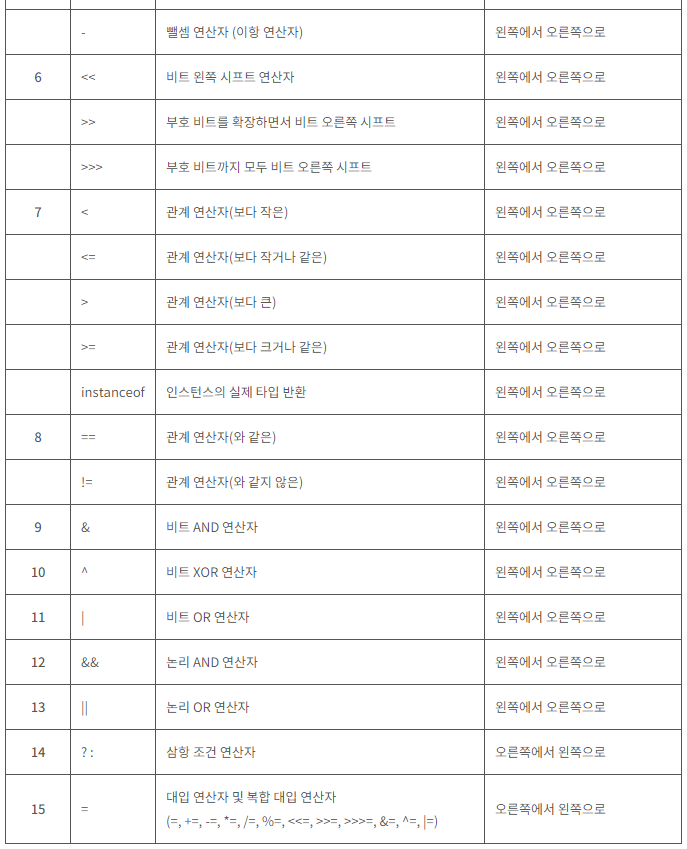 - 뺄셈 연산자 (이항 연산자) 왼쪽에서 오른쪽으로
6 << 비트 왼쪽 시프트 연산자 왼쪽에서 오른쪽으로
>> 부호 비트를 확장하면서 비트 오른쪽 시프트 왼쪽에서 오른쪽으로
>>> 부호 비트까지 모두 비트 오른쪽 시프트 왼쪽에서 오른쪽으로
7 < 관계 연산자(보다 작은) 왼쪽에서 오른쪽으로
<= 관계 연산자(보다 작거나 같은) 왼쪽에서 오른쪽으로
> 관계 연산자(보다 큰) 왼쪽에서 오른쪽으로
>= 관계 연산자(보다 크거나 같은) 왼쪽에서 오른쪽으로
instanceof 인스턴스의 실제 타입 반환 왼쪽에서 오른쪽으로
8 == 관계 연산자(와 같은) 왼쪽에서 오른쪽으로
!= 관계 연산자(와 같지 않은) 왼쪽에서 오른쪽으로
9 & 비트 AND 연산자 왼쪽에서 오른쪽으로
10 ^ 비트 XOR 연산자 왼쪽에서 오른쪽으로
11 | 비트 OR 연산자 왼쪽에서 오른쪽으로
12 && 논리 AND 연산자 왼쪽에서 오른쪽으로
13 || 논리 OR 연산자 왼쪽에서 오른쪽으로
14 ? : 삼항 조건 연산자 오른쪽에서 왼쪽으로
15 = 대입 연산자 및 복합 대입 연산자 오른쪽에서 왼쪽으로
(=, +=, -=, *=, /=, %=, <<=, >>=, >>>=, &=, ^=, |=)